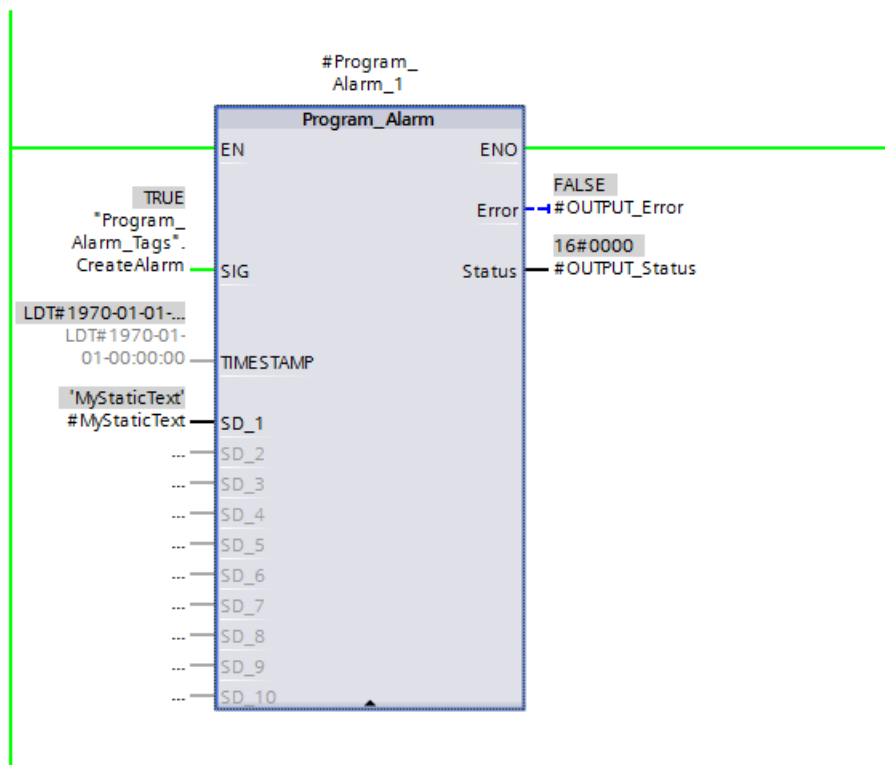 #Program_
Alarm_1
Program_Alarm
EN
ENO
TRUE
"Program_
Alarm_Tags".
CreateAlarm
SIG
FALSE
Error
#OUTPUT_Error
16#0000
Status
#OUTPUT_Status
LDT#1970-01-01-...
LDT#1970-01-
01-00:00:00
TIMESTAMP
'MyStaticText'
#MyStaticText
SD_1
... SD_2
... SD_3
... SD_4
... SD_5
... SD_6
... SD_7
... SD_8
... SD_9
... SD_10